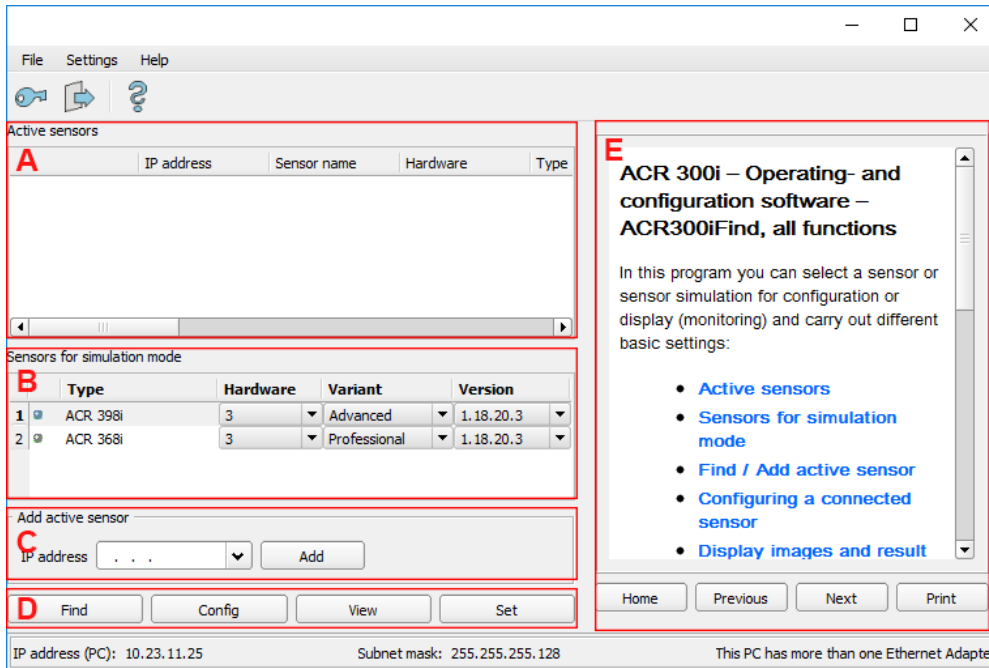 File Settings Help
Active sensors
A
IP address Sensor name Hardware Type
Sensors for simulation mode
B
Type Hardware Variant Version
1 ACR 398i 3 Advanced 1.18.20.3
2 ACR 368i 3 Professional 1.18.20.3
Add active sensor
C
IP address . . . Add
D
Find Config View Set
E
ACR 300i – Operating- and
configuration software –
ACR300iFind, all functions
In this program you can select a sensor or
sensor simulation for configuration or
display (monitoring) and carry out different
basic settings:
• Active sensors
• Sensors for simulation
mode
• Find / Add active sensor
• Configuring a connected
sensor
• Display images and result
Home Previous Next Print
IP address (PC): 10.23.11.25 Subnet mask: 255.255.255.128 This PC has more than one Ethernet Adapte